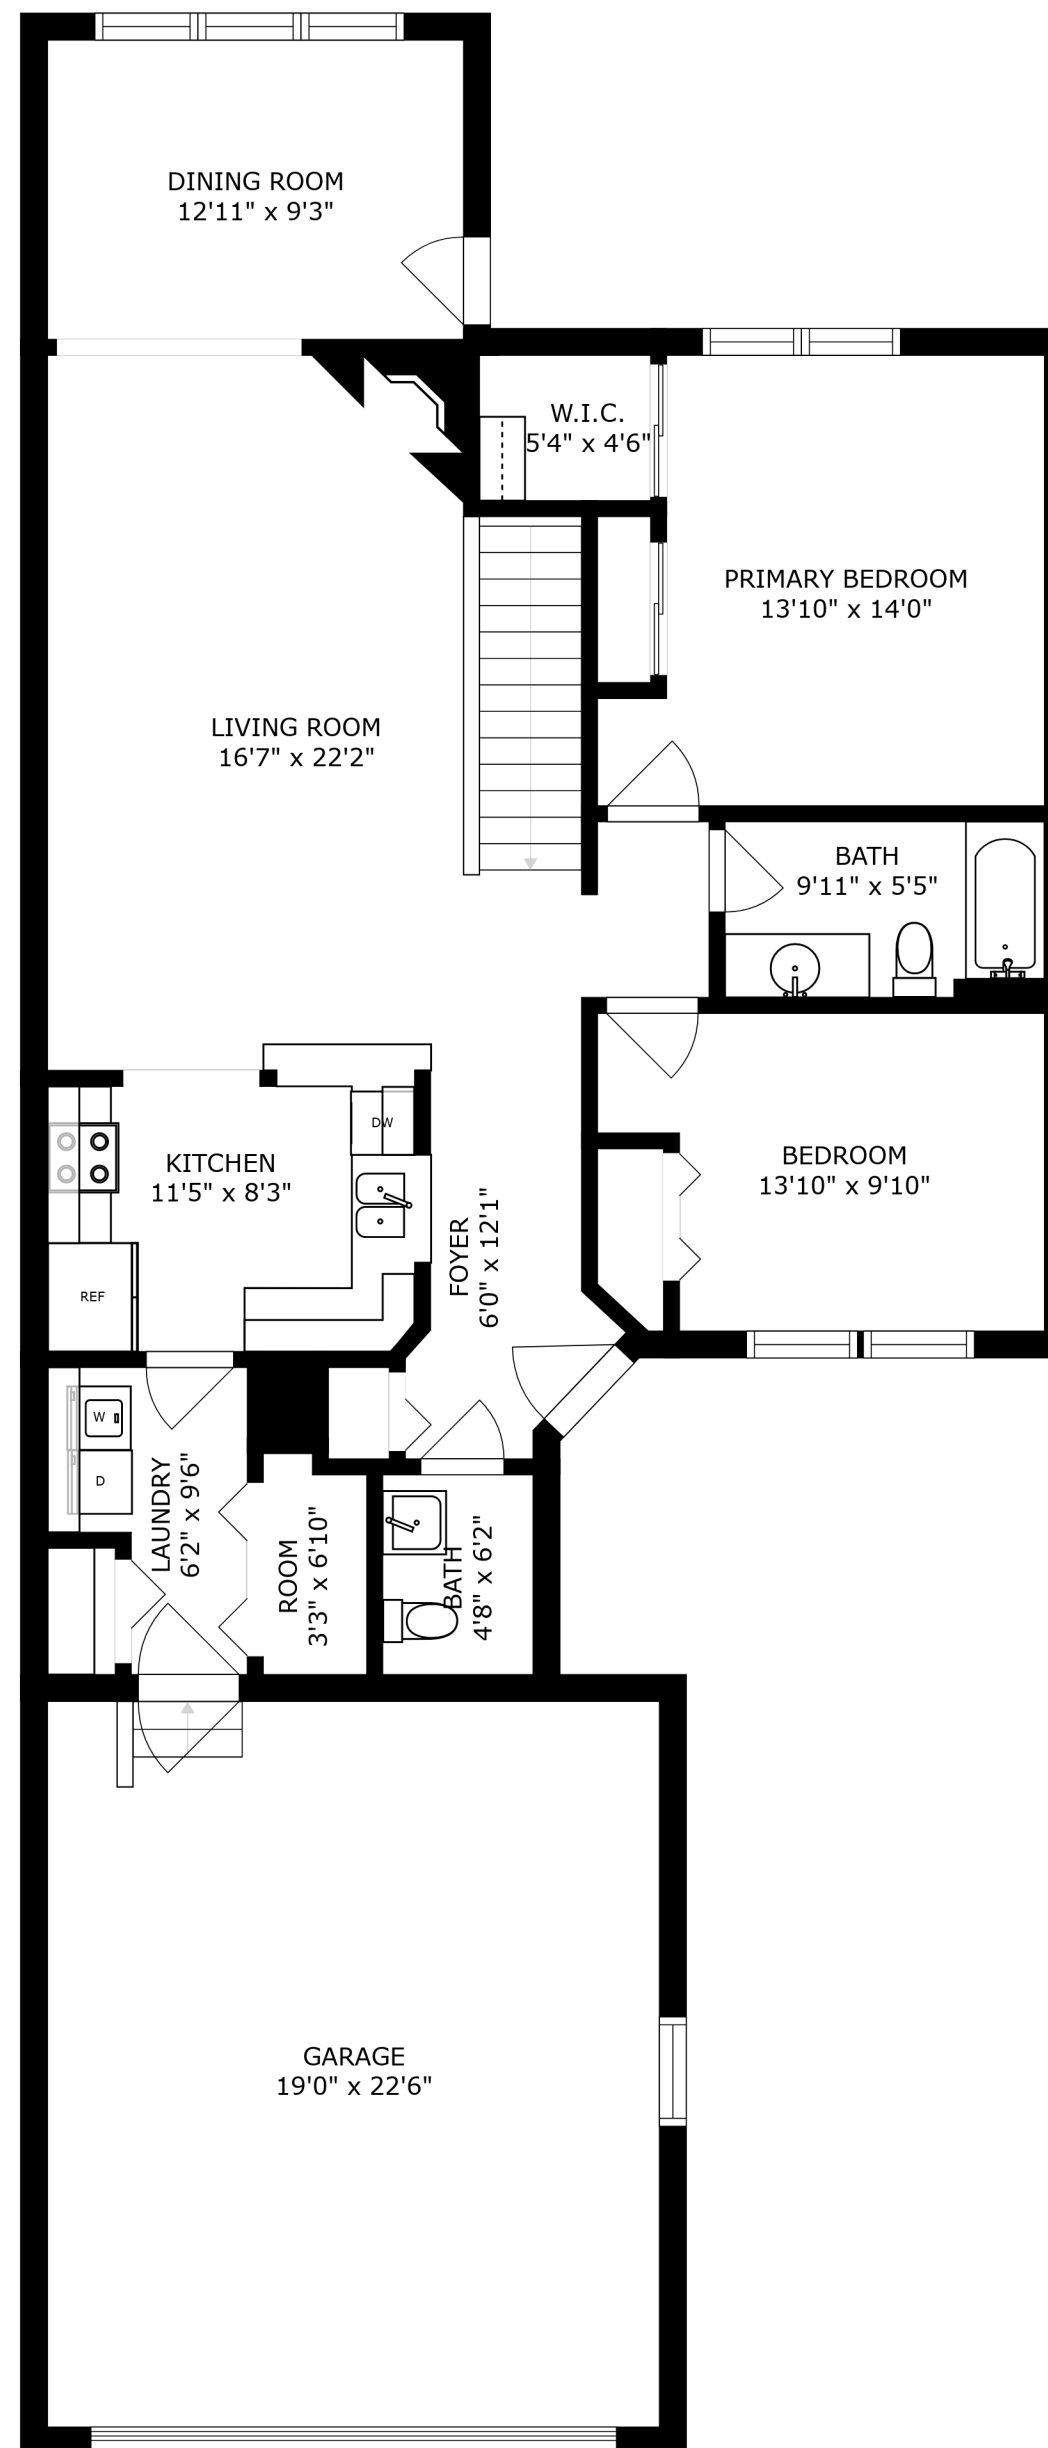 DINING ROOM
12'11" x 9'3"
W.I.C.
5'4" x 4'6"
PRIMARY BEDROOM
13'10" x 14'0"
LIVING ROOM
16'7" x 22'2"
BATH
9'11" x 5'5"
DW
KITCHEN
11'5" x 8'3"
BEDROOM
13'10" x 9'10"
FOYER
6'0" x 12'1"
REF
W
D
LAUNDRY
6'2" x 9'6"
ROOM
3'3" x 6'10"
BATH
4'8" x 6'2"
GARAGE
19'0" x 22'6"